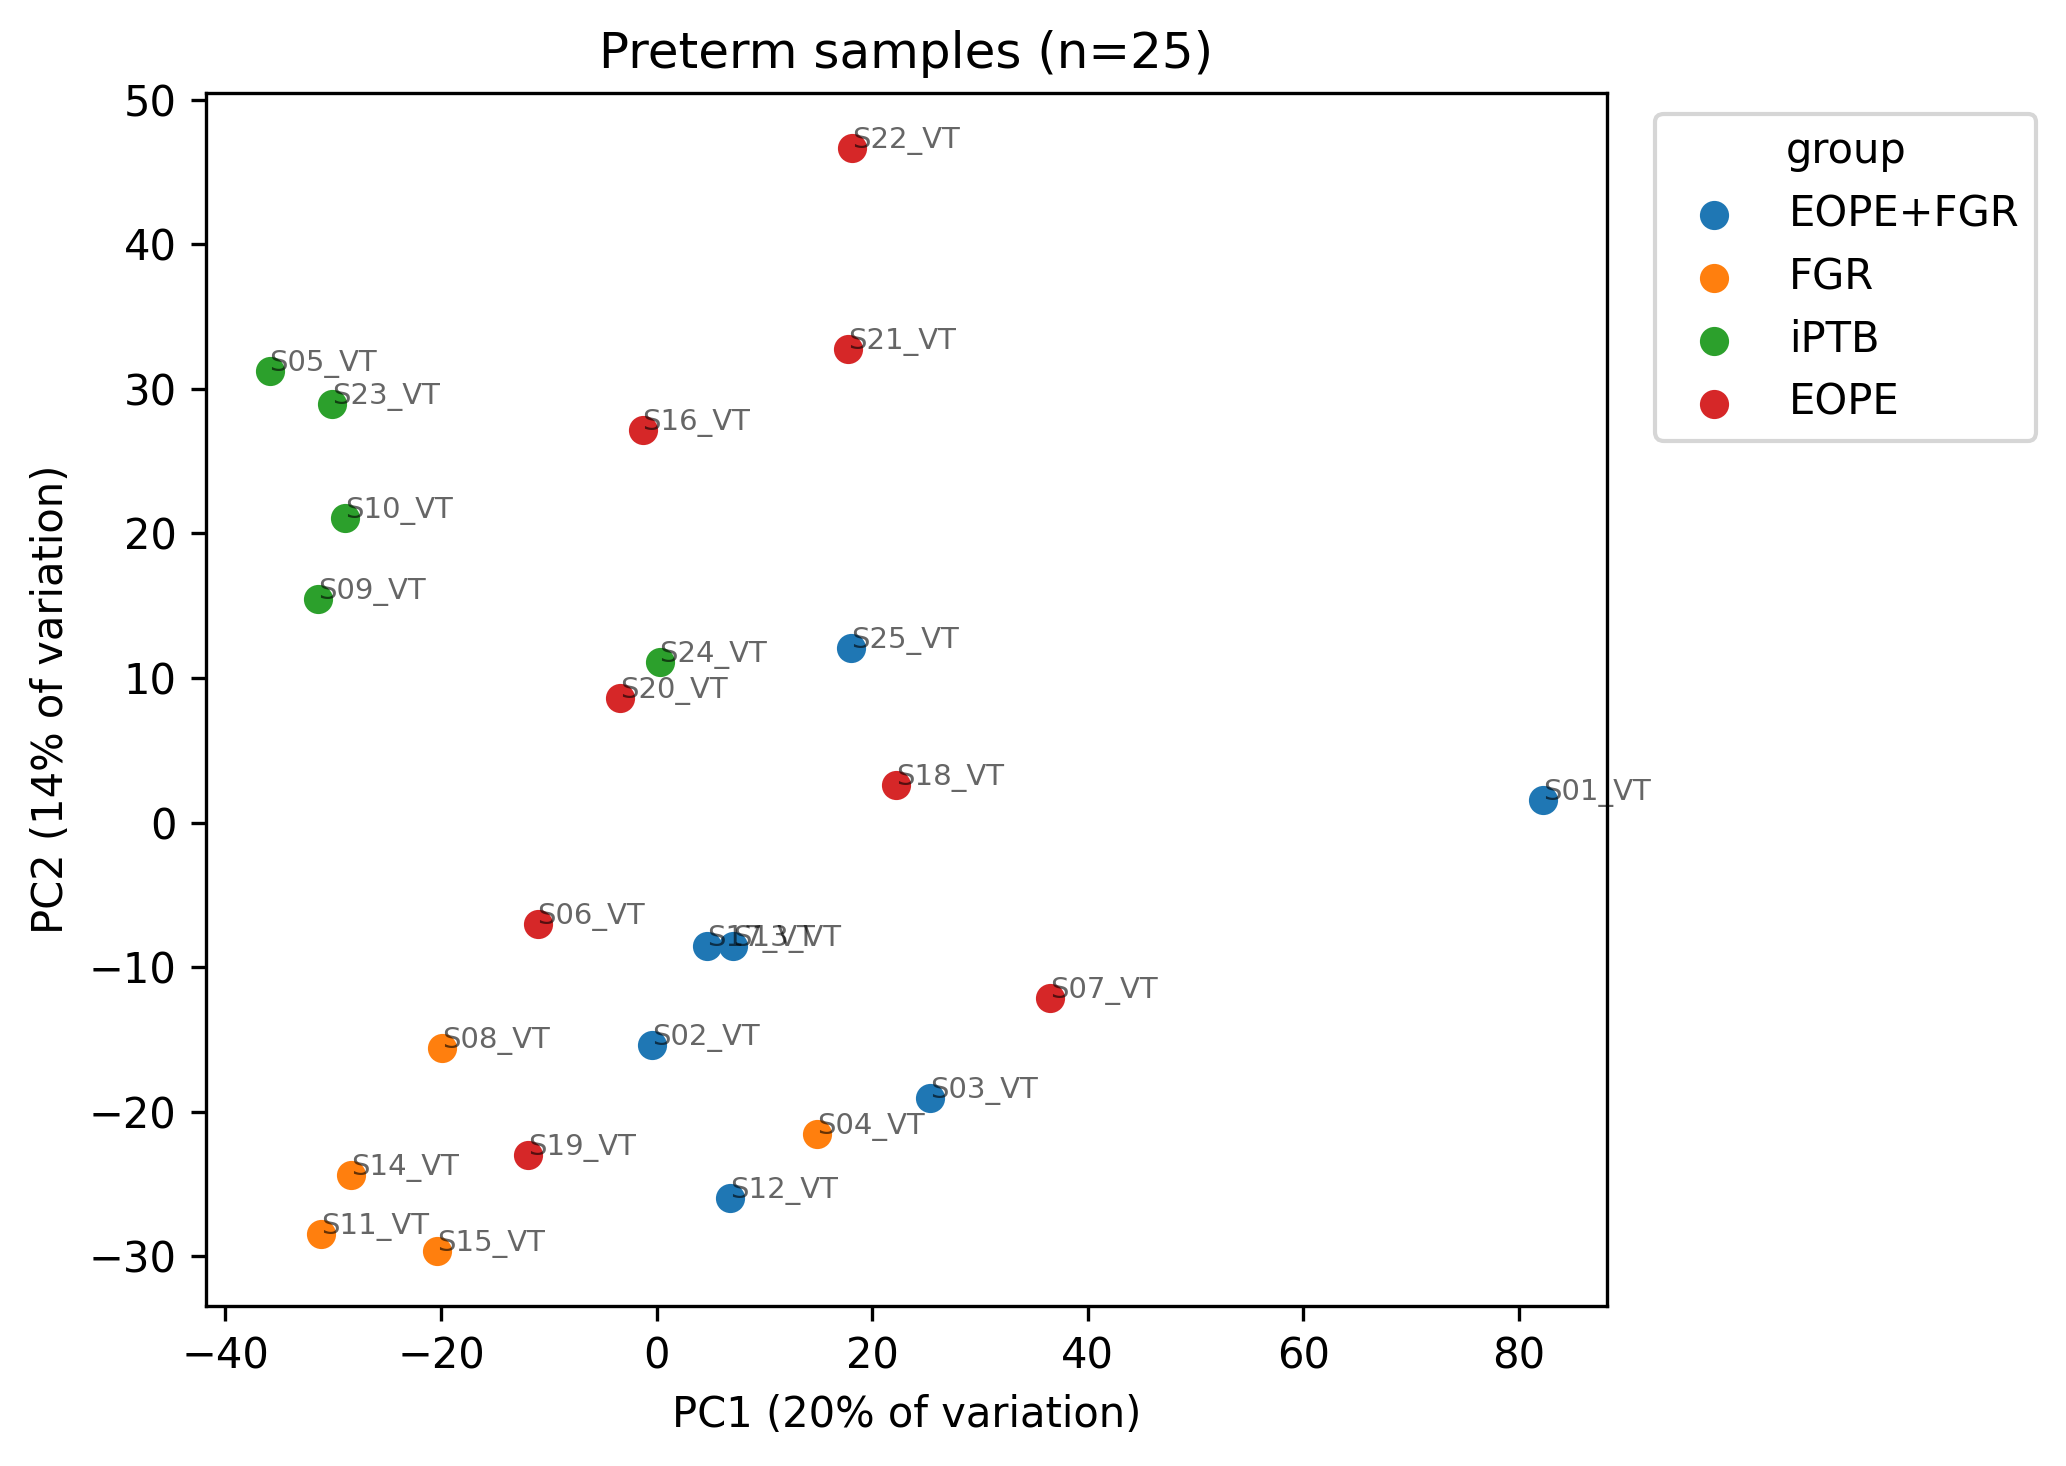 Preterm samples (n=25)
50
40
30
20
10
0
−10
−20
−30
PC2 (14% of variation)
S22_VT
S21_VT
S05_VT
S23_VT
S16_VT
S10_VT
S09_VT
S25_VT
S24_VT
S20_VT
S18_VT
S01_VT
S06_VT
S17_VT
S13_VT
S07_VT
S08_VT
S02_VT
S03_VT
S04_VT
S19_VT
S14_VT
S12_VT
S11_VT
S15_VT
−40
−20
0
20
40
60
80
PC1 (20% of variation)
group
EOPE+FGR
FGR
iPTB
EOPE